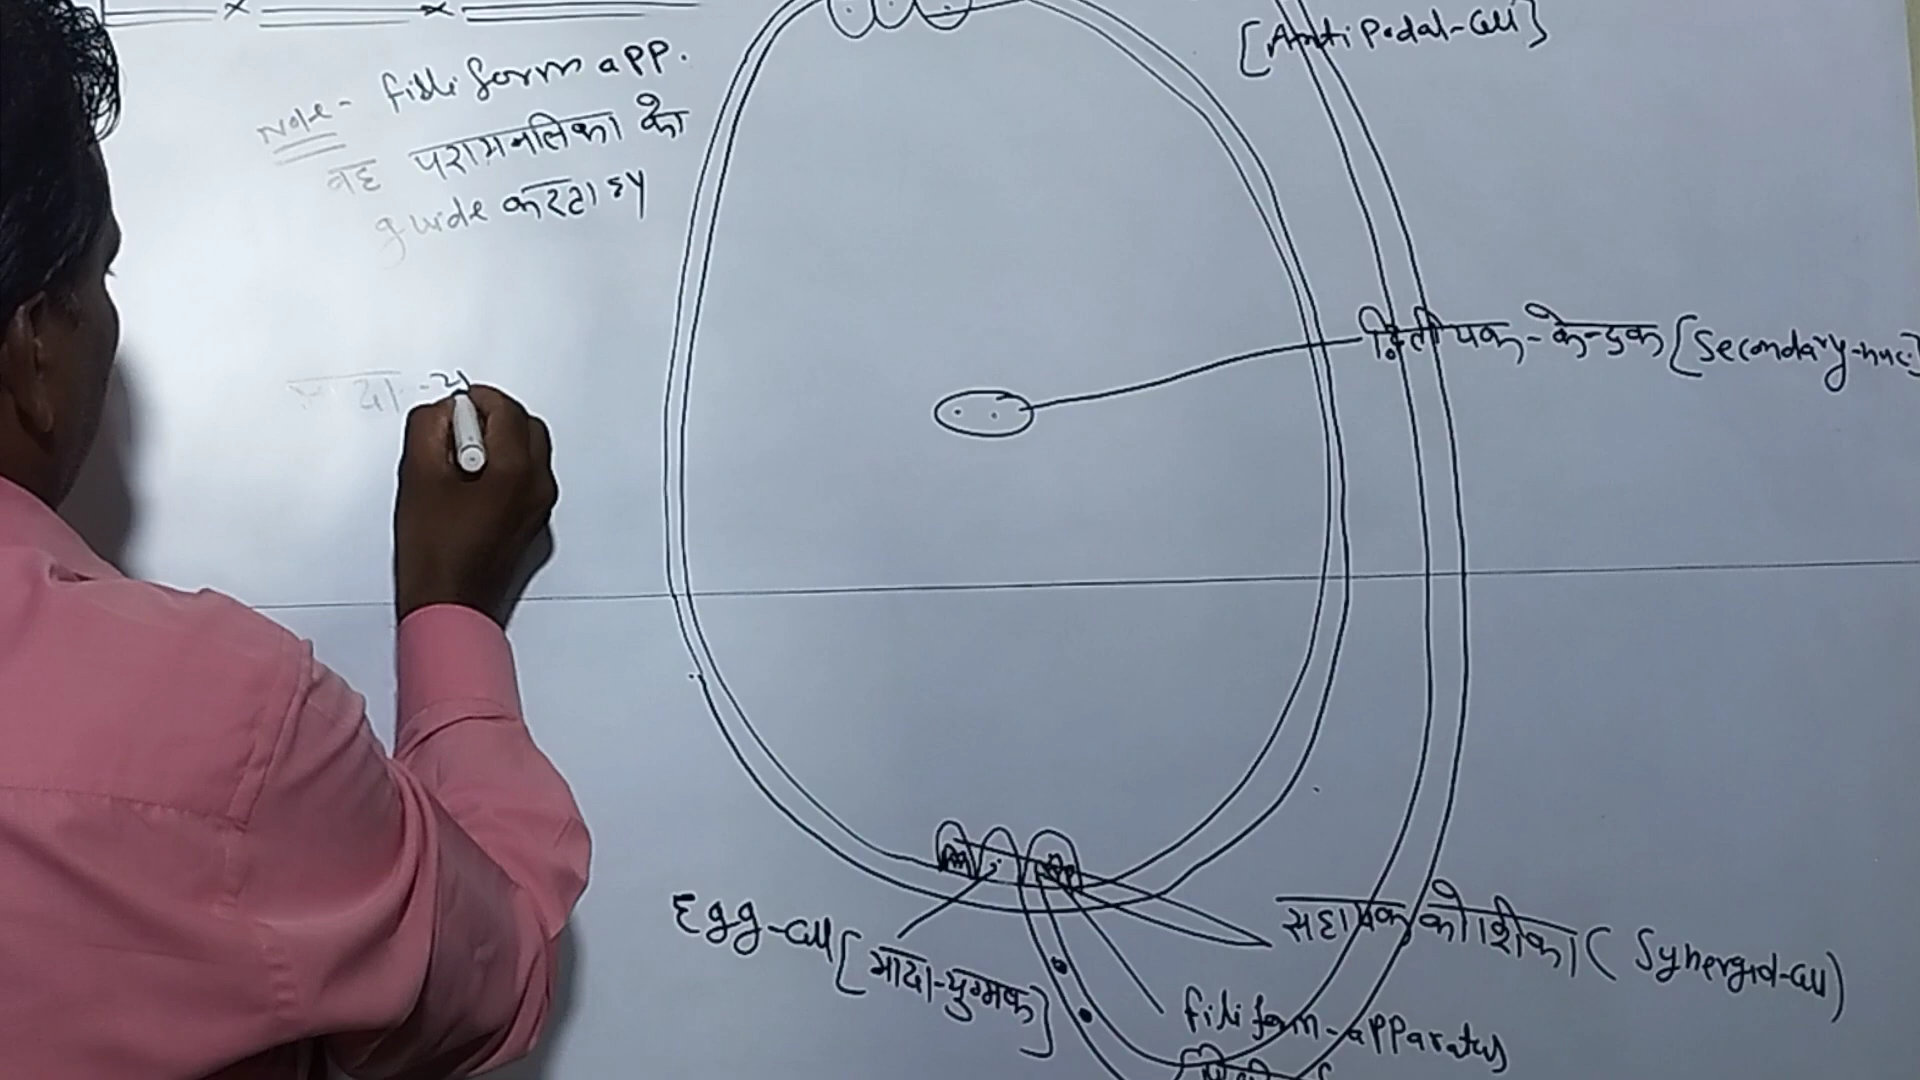 Note- filliform app.
वह परागनलिका को
guide करता है
मादा-यु
[Antipodal-cell]
द्वितीयक-केन्द्रक [Secondary-nuc.]
Egg-cell [मादा-युग्मक]
सहायक कोशिका (Synergid-cell)
filiform-apparatus